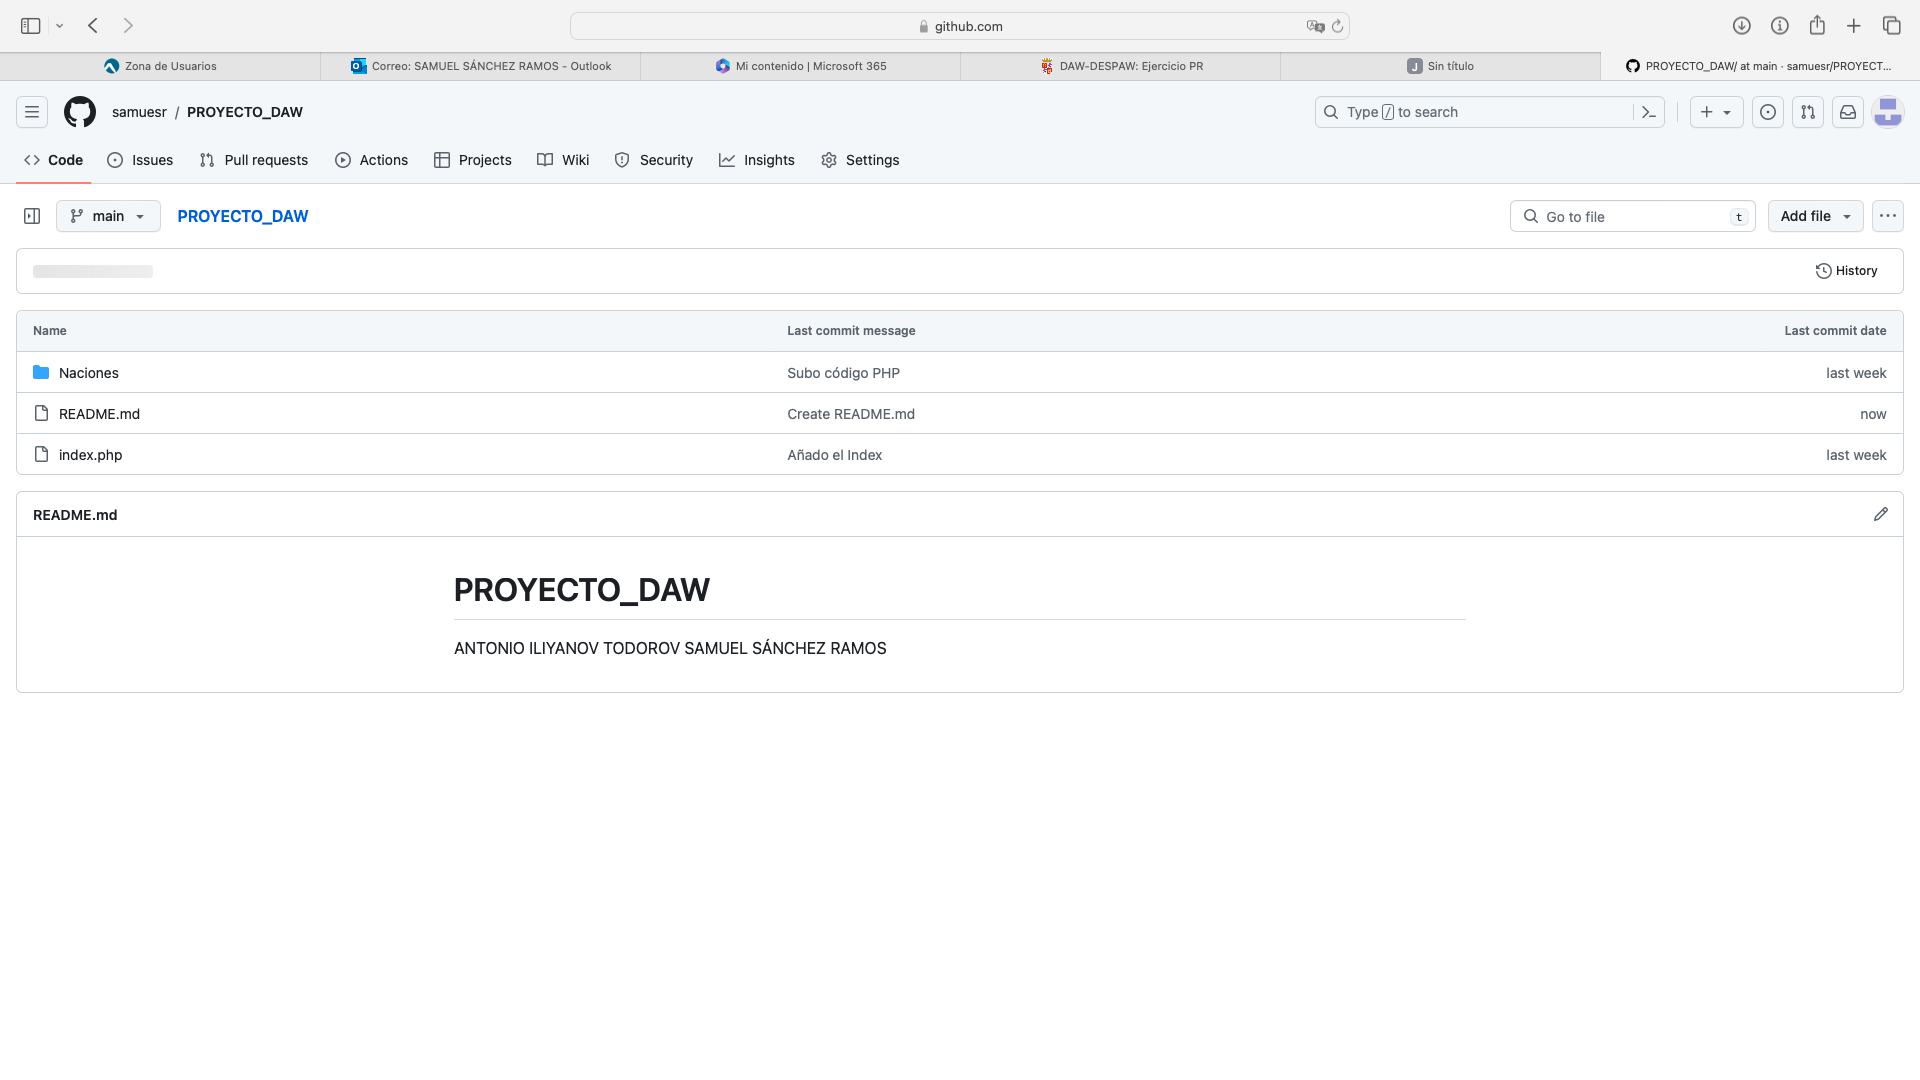 github.com
Zona de Usuarios
Correo: SAMUEL SÁNCHEZ RAMOS - Outlook
Mi contenido | Microsoft 365
DAW-DESPAW: Ejercicio PR
J Sin título
PROYECTO_DAW/ at main · samuesr/PROYECT...
samuesr / PROYECTO_DAW
Type / to search
Code
Issues
Pull requests
Actions
Projects
Wiki
Security
Insights
Settings
main
PROYECTO_DAW
Go to file
t
Add file
History
Name Last commit message Last commit date
Naciones Subo código PHP last week
README.md Create README.md now
index.php Añado el Index last week
README.md
PROYECTO_DAW
ANTONIO ILIYANOV TODOROV SAMUEL SÁNCHEZ RAMOS